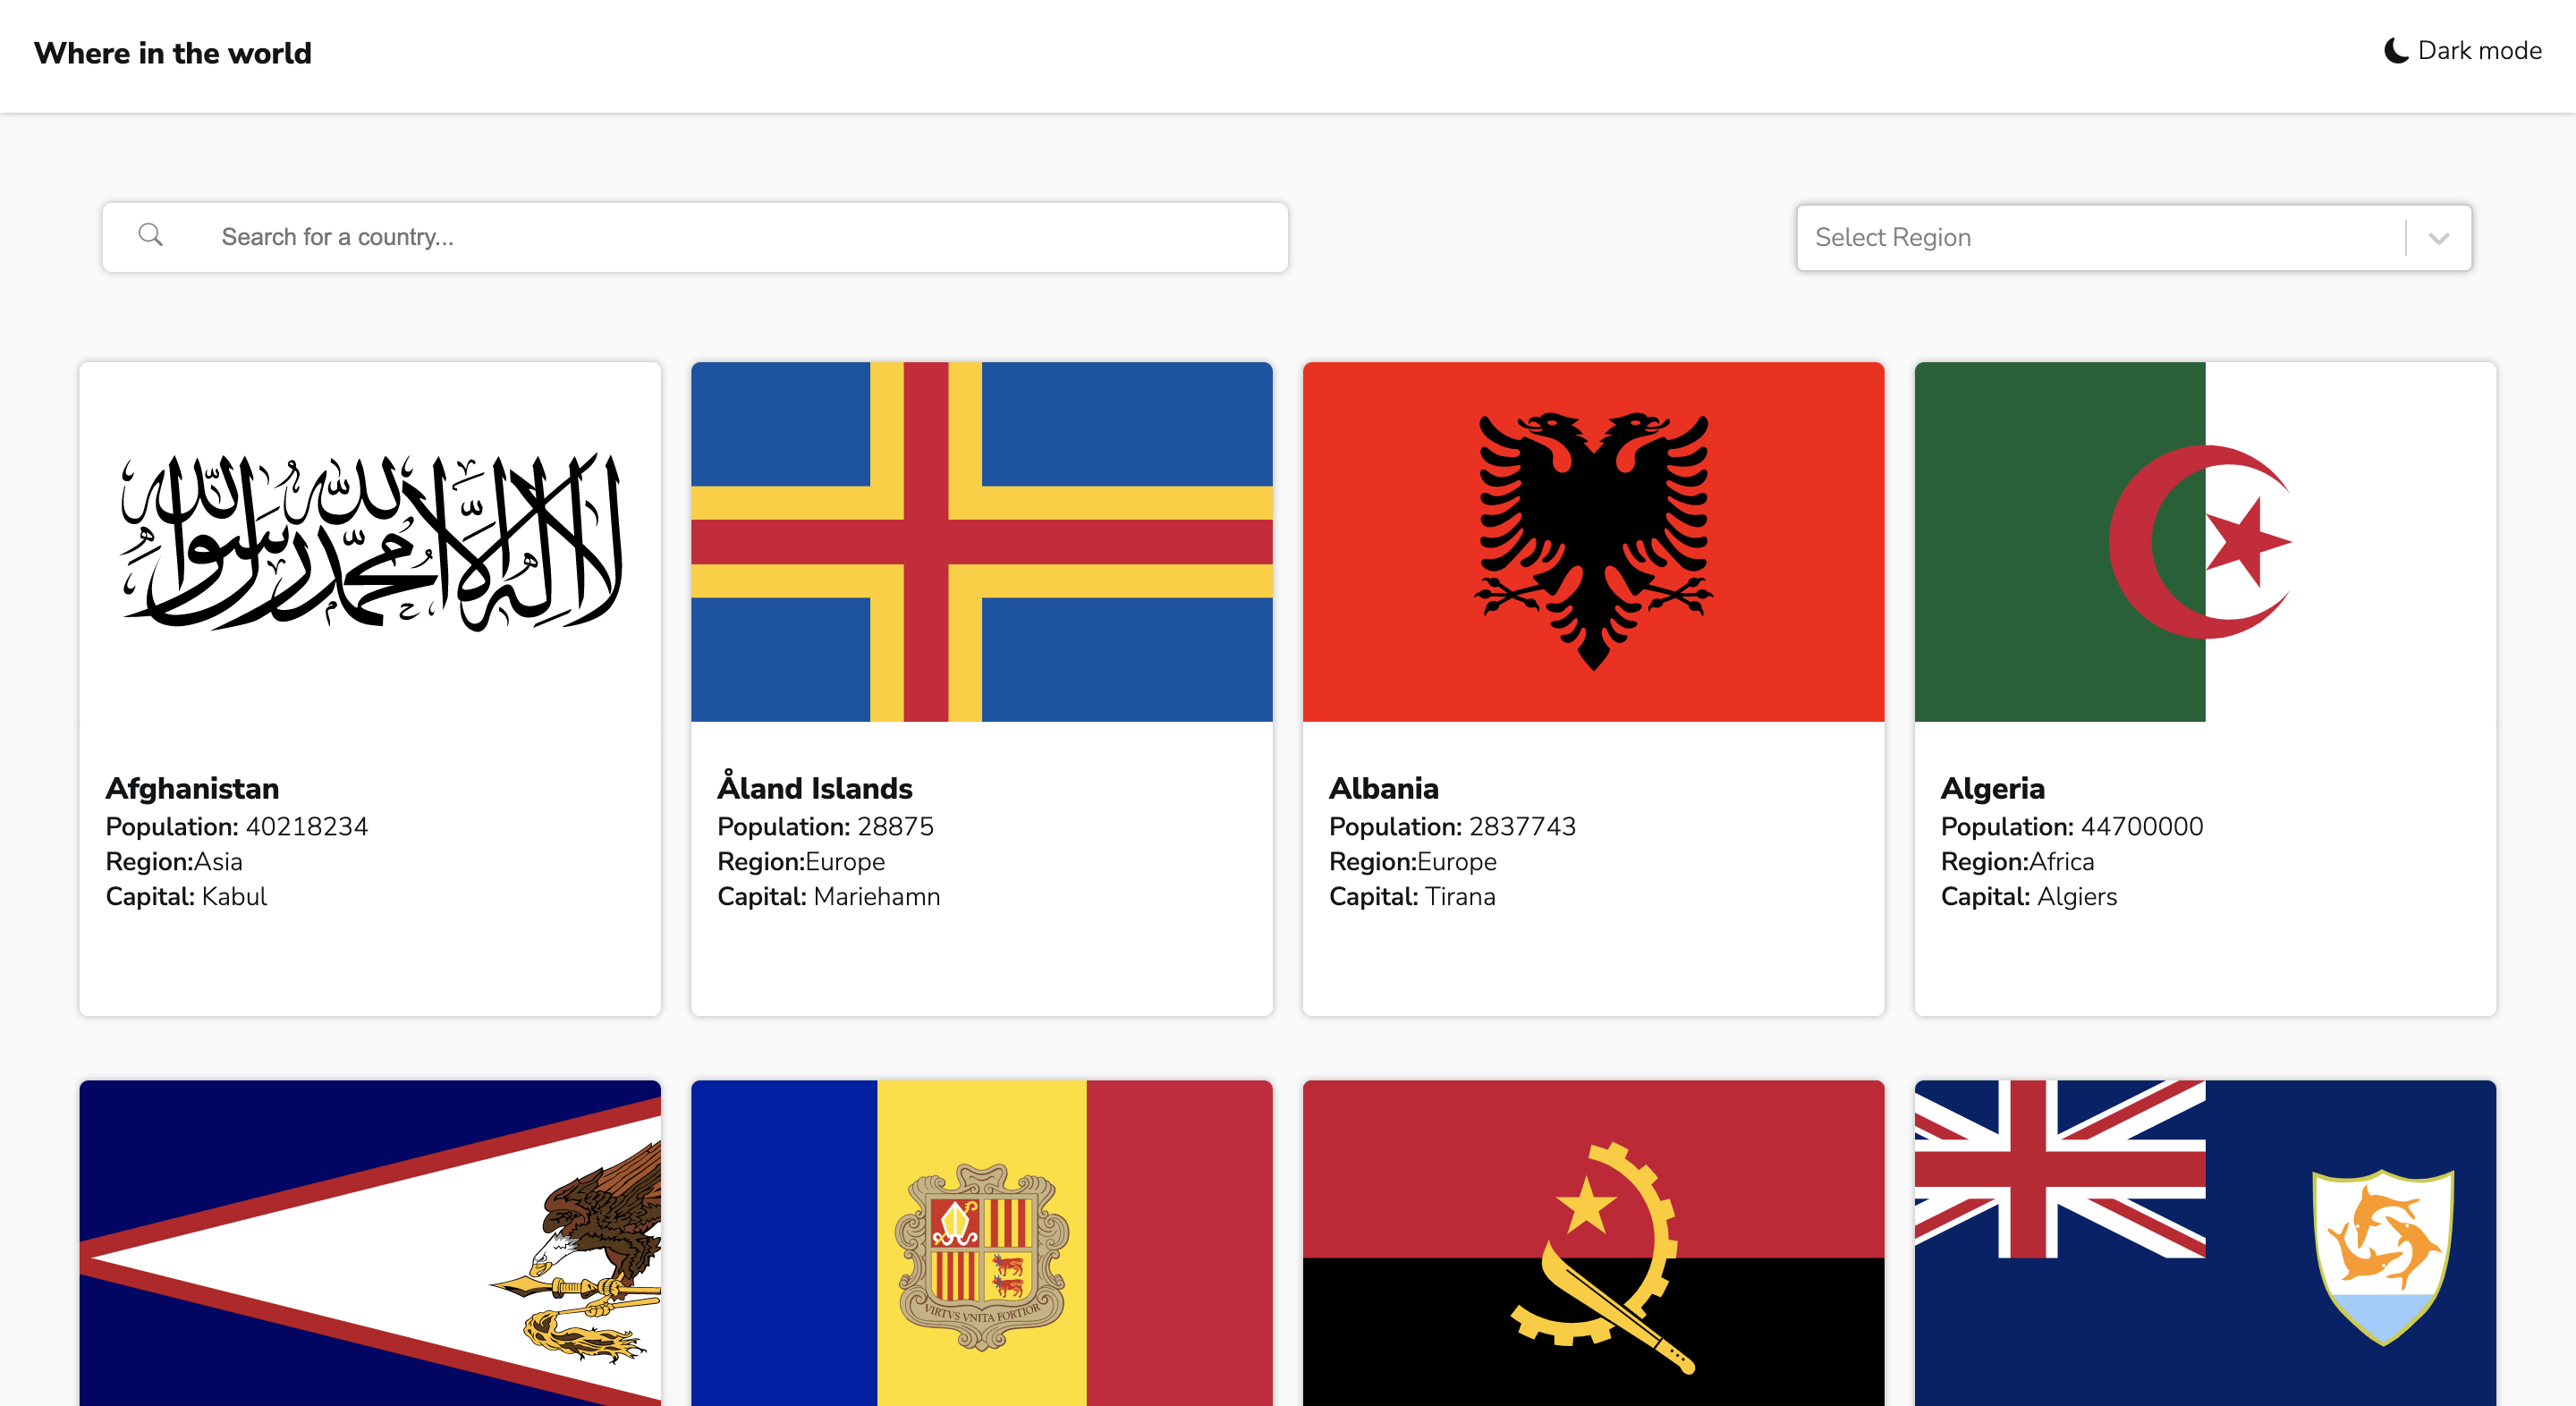 Where in the world
Dark mode
Search for a country...
Select Region
لا إله إلا الله محمد رسول الله
Afghanistan
Population: 40218234
Region:Asia
Capital: Kabul
Åland Islands
Population: 28875
Region:Europe
Capital: Mariehamn
Albania
Population: 2837743
Region:Europe
Capital: Tirana
Algeria
Population: 44700000
Region:Africa
Capital: Algiers
VIRTVS VNITA FORTIOR